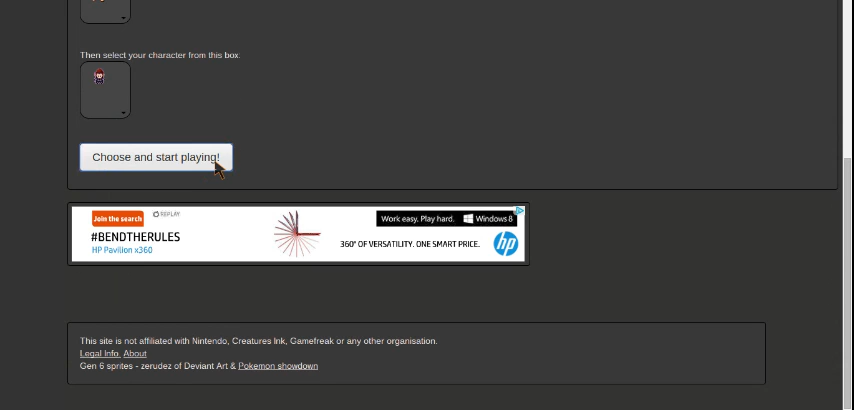 Then select your character from this box:
Choose and start playing!
Join the search
REPLAY
Work easy. Play hard. Windows 8
#BENDTHERULES
HP Pavilion x360
360° OF VERSATILITY. ONE SMART PRICE.
hp
This site is not affiliated with Nintendo, Creatures Ink, Gamefreak or any other organisation.
Legal Info. About
Gen 6 sprites - zerudez of Deviant Art & Pokemon showdown